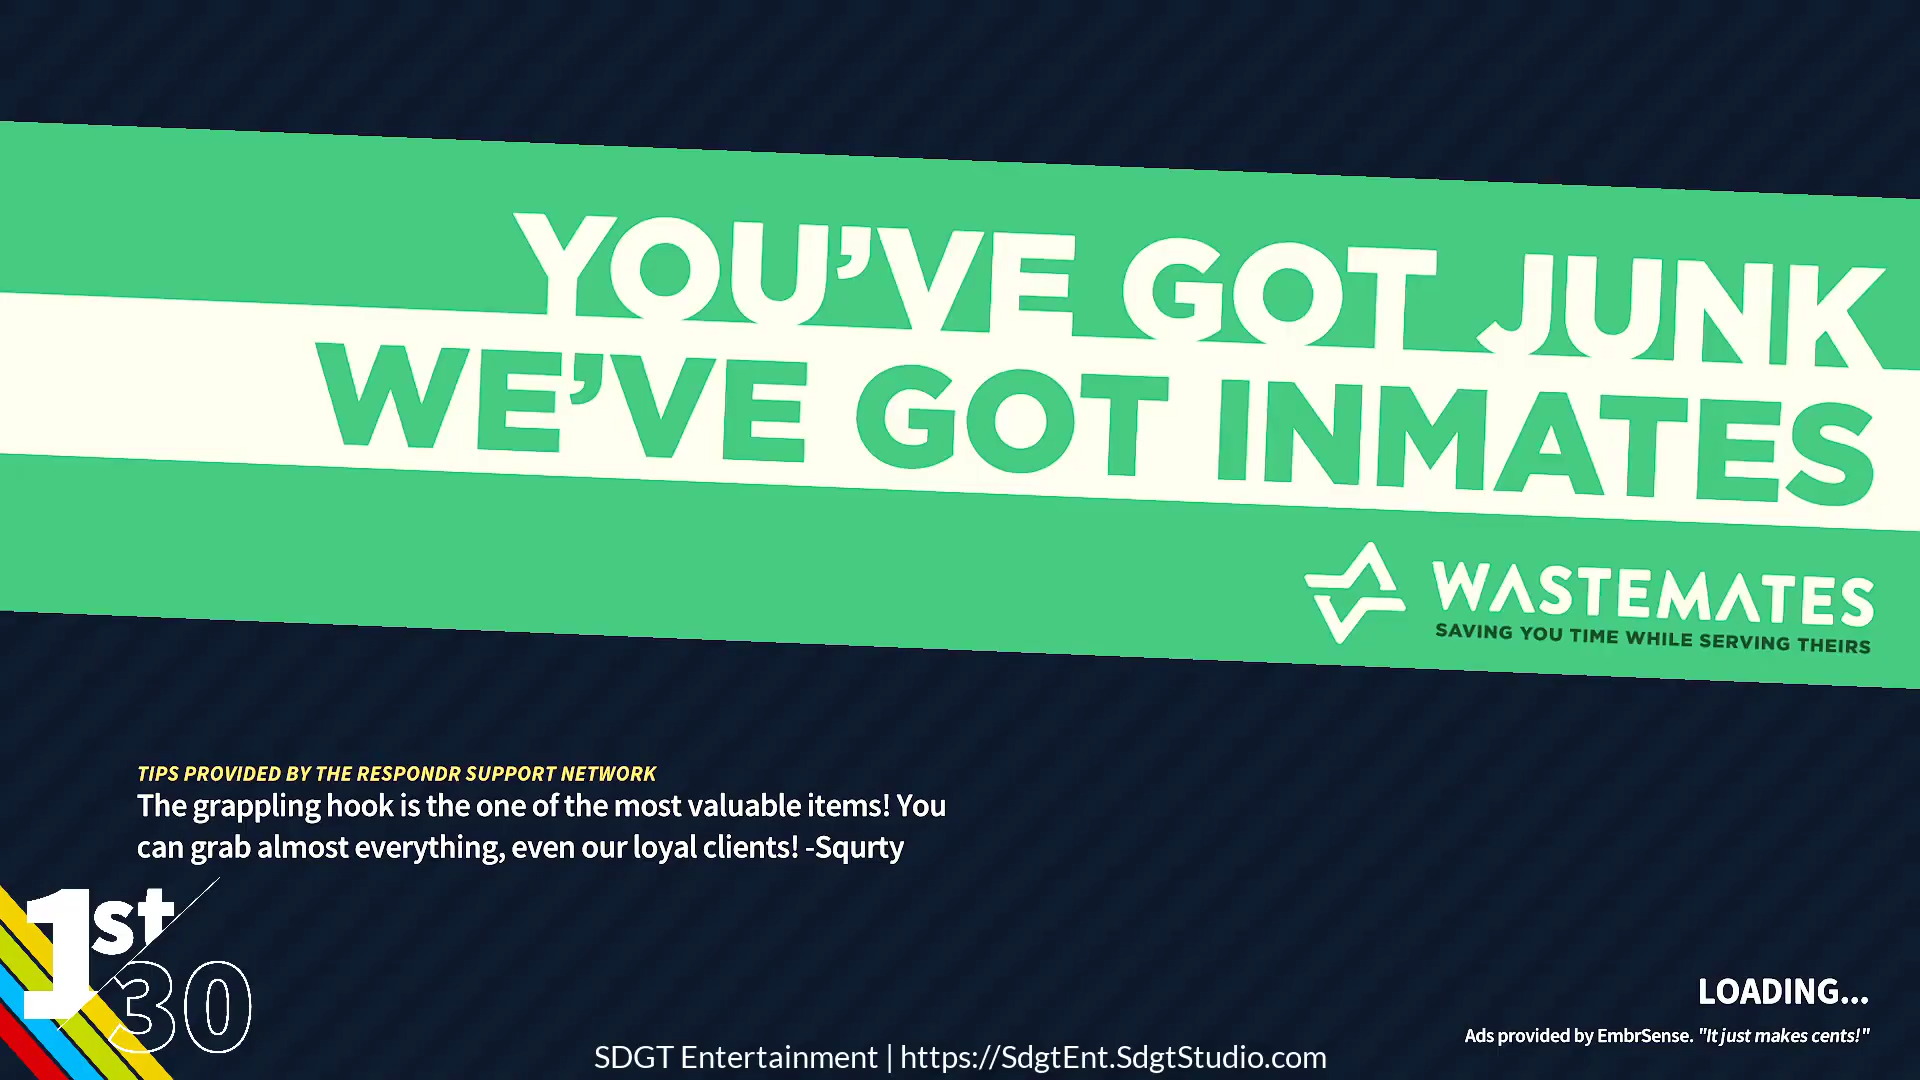 YOU'VE GOT JUNK
WE'VE GOT INMATES
WASTEMATES
SAVING YOU TIME WHILE SERVING THEIRS
TIPS PROVIDED BY THE RESPONDR SUPPORT NETWORK
The grappling hook is the one of the most valuable items! You
can grab almost everything, even our loyal clients! -Squrty
1st
30
LOADING...
Ads provided by EmbrSense. "It just makes cents!"
SDGT Entertainment | https://SdgtEnt.SdgtStudio.com